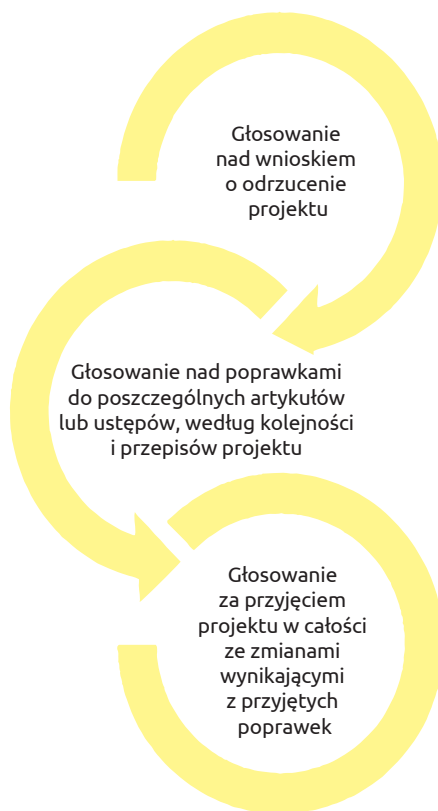 Głosowanie
nad wnioskiem
o odrzucenie
projektu
Głosowanie nad poprawkami
do poszczególnych artykułów
lub ustępów, według kolejności
i przepisów projektu
Głosowanie
za przyjęciem
projektu w całości
ze zmianami
wynikającymi
z przyjętych
poprawek